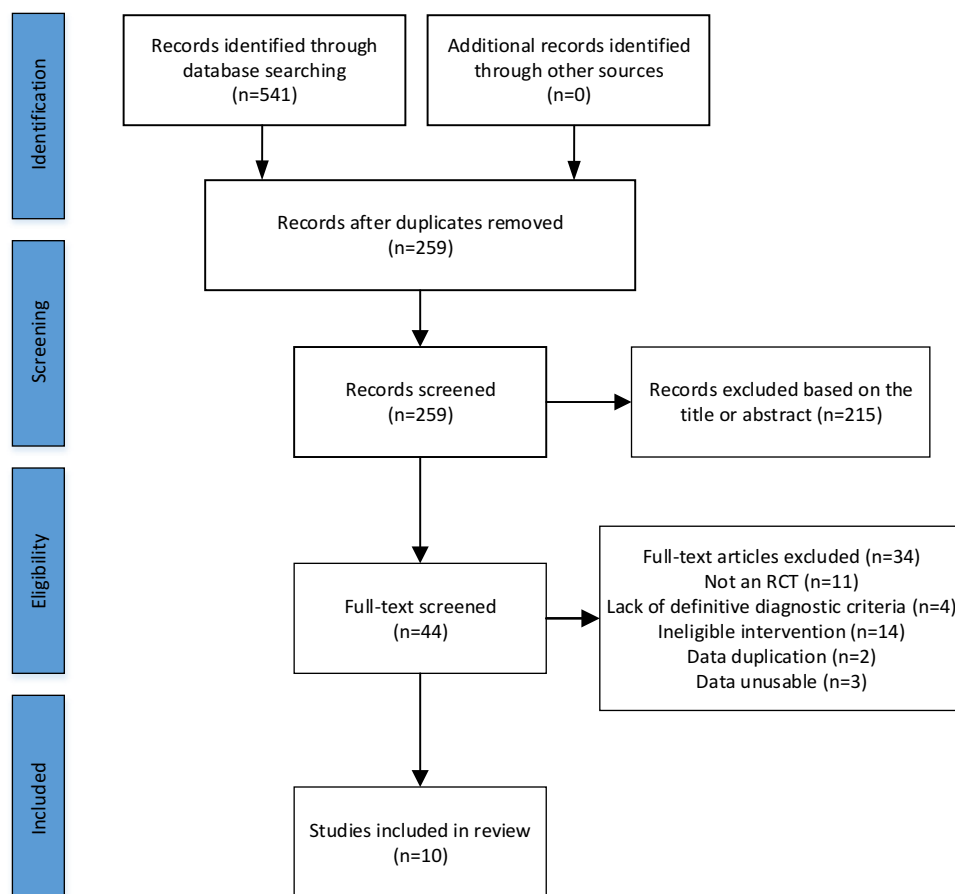 Identification
Records identified through
database searching
(n=541)
Additional records identified
through other sources
(n=0)
Records after duplicates removed
(n=259)
Screening
Records screened
(n=259)
Records excluded based on the
title or abstract (n=215)
Eligibility
Full-text screened
(n=44)
Full-text articles excluded (n=34)
Not an RCT (n=11)
Lack of definitive diagnostic criteria (n=4)
Ineligible intervention (n=14)
Data duplication (n=2)
Data unusable (n=3)
Included
Studies included in review
(n=10)